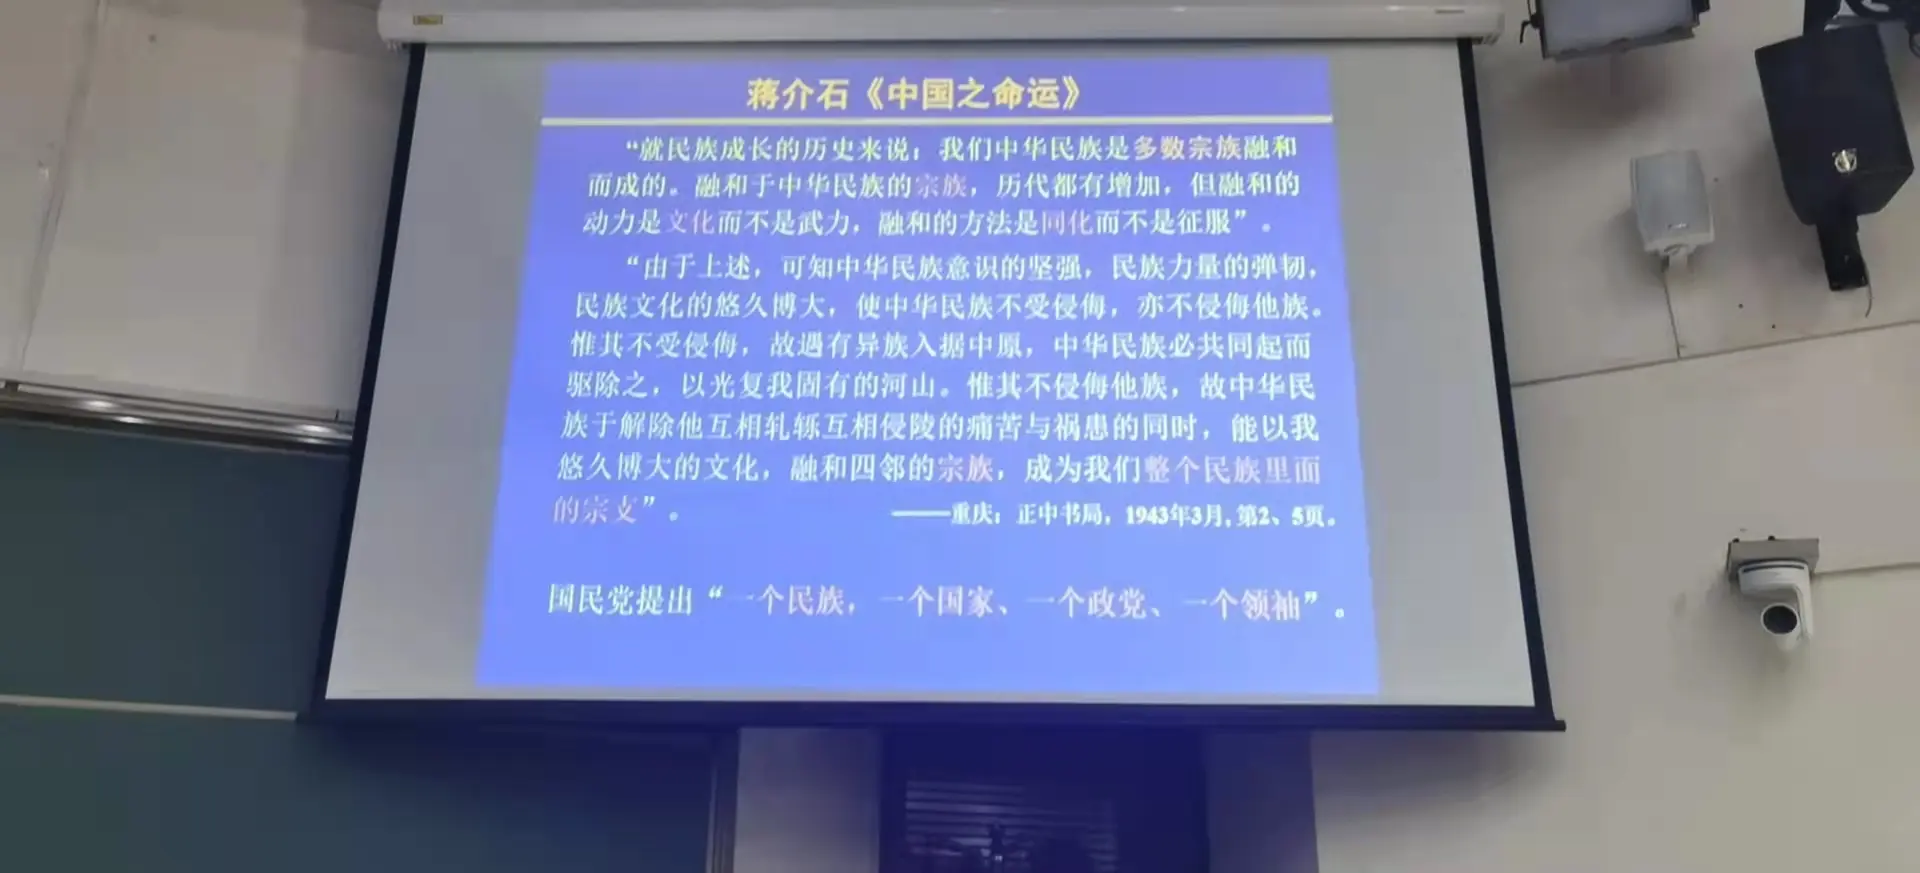 蒋介石《中国之命运》
“就民族成长的历史来说：我们中华民族是多数宗族融和
而成的。融和于中华民族的宗族，历代都有增加，但融和的
动力是文化而不是武力，融和的方法是同化而不是征服”。
“由于上述，可知中华民族意识的坚强，民族力量的弹韧，
民族文化的悠久博大，使中华民族不受侵侮，亦不侵侮他族。
惟其不受侵侮，故遇有异族入据中原，中华民族必共同起而
驱除之，以光复我固有的河山。惟其不侵侮他族，故中华民
族于解除他互相轧轹互相侵陵的痛苦与祸患的同时，能以我
悠久博大的文化，融和四邻的宗族，成为我们整个民族里面
的宗支”。
——重庆：正中书局，1943年3月，第2、5页。
国民党提出“一个民族，一个国家、一个政党、一个领袖”。